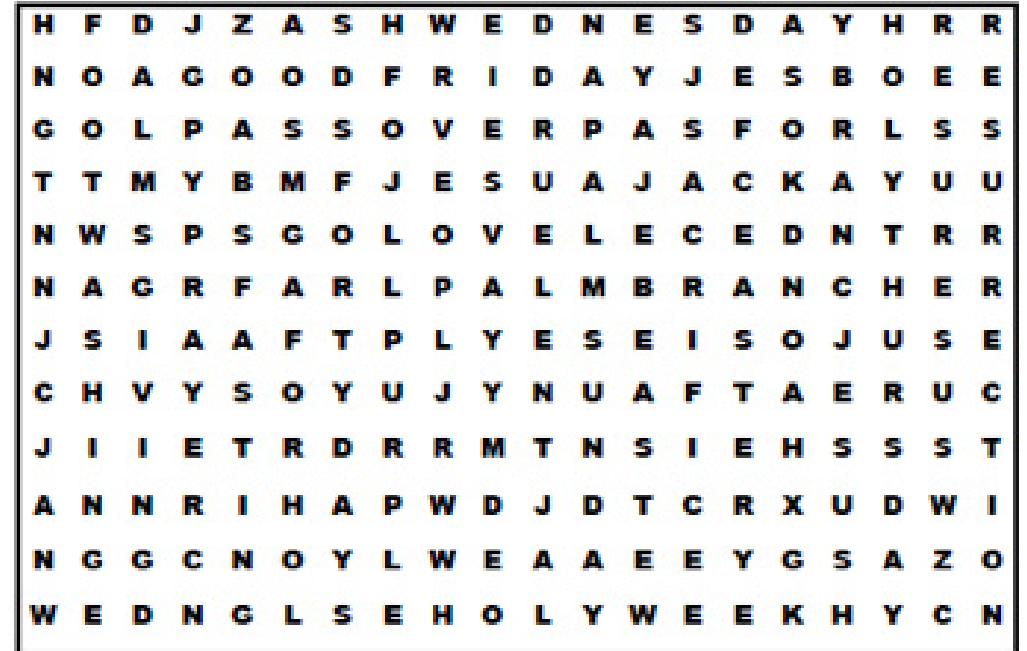 H F D J Z A S H W E D N E S D A Y H R R
N O A G O O D F R I D A Y J E S B O E E
G O L P A S S O V E R P A S F O R L S S
T T M Y B M F J E S U A J A C K A Y U U
N W S P S G O L O V E L E C E D N T R R
N A G R F A R L P A L M B R A N C H E R
J S I A A F T P L Y E S E I S O J U S E
C H V Y S O Y U J Y N U A F T A E R U C
J I I E T R D R R M T N S I E H S S S T
A N N R I H A P W D J D T C R X U D W I
N G G C N O Y L W E A A E E Y G S A Z O
W E D N G L S E H O L Y W E E K H Y C N